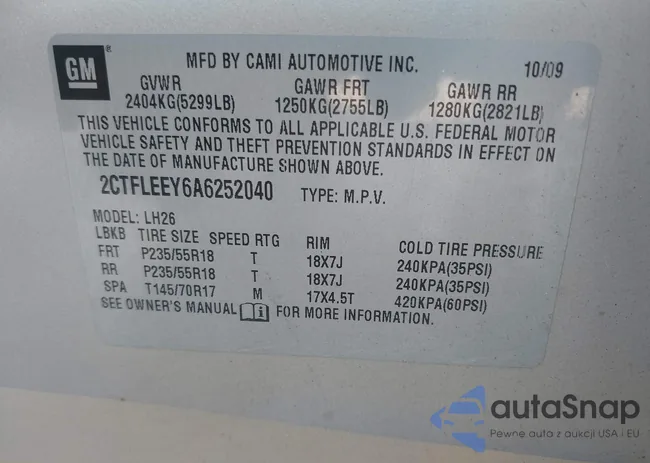 GM ®
MFD BY CAMI AUTOMOTIVE INC. 10/09
GVWR GAWR FRT GAWR RR
2404KG(5299LB) 1250KG(2755LB) 1280KG(2821LB)
THIS VEHICLE CONFORMS TO ALL APPLICABLE U.S. FEDERAL MOTOR
VEHICLE SAFETY AND THEFT PREVENTION STANDARDS IN EFFECT ON
THE DATE OF MANUFACTURE SHOWN ABOVE.
2CTFLEEY6A6252040 TYPE: M.P.V.
MODEL: LH26
LBKB TIRE SIZE SPEED RTG RIM COLD TIRE PRESSURE
FRT P235/55R18 T 18X7J 240KPA(35PSI)
RR P235/55R18 T 18X7J 240KPA(35PSI)
SPA T145/70R17 M 17X4.5T 420KPA(60PSI)
SEE OWNER'S MANUAL i FOR MORE INFORMATION.
autaSnap
Pewne auta z aukcji USA i EU